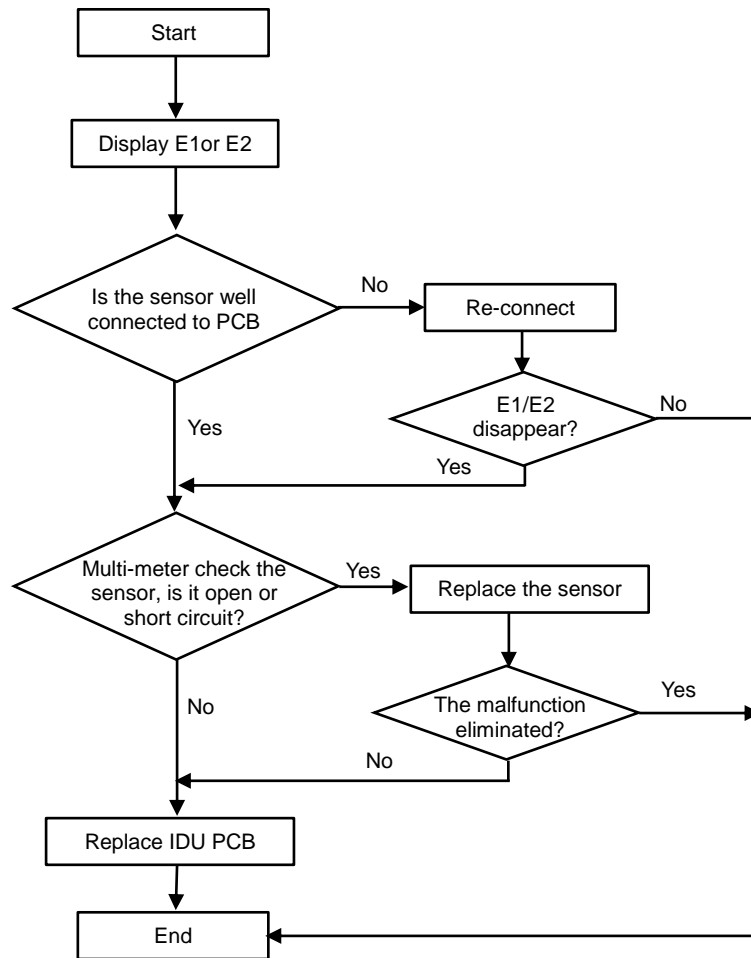 Start
Display E1or E2
Is the sensor well
connected to PCB
No
Re-connect
E1/E2
disappear?
No
Yes
Yes
Multi-meter check the
sensor, is it open or
short circuit?
Yes
Replace the sensor
The malfunction
eliminated?
Yes
No
No
Replace IDU PCB
End